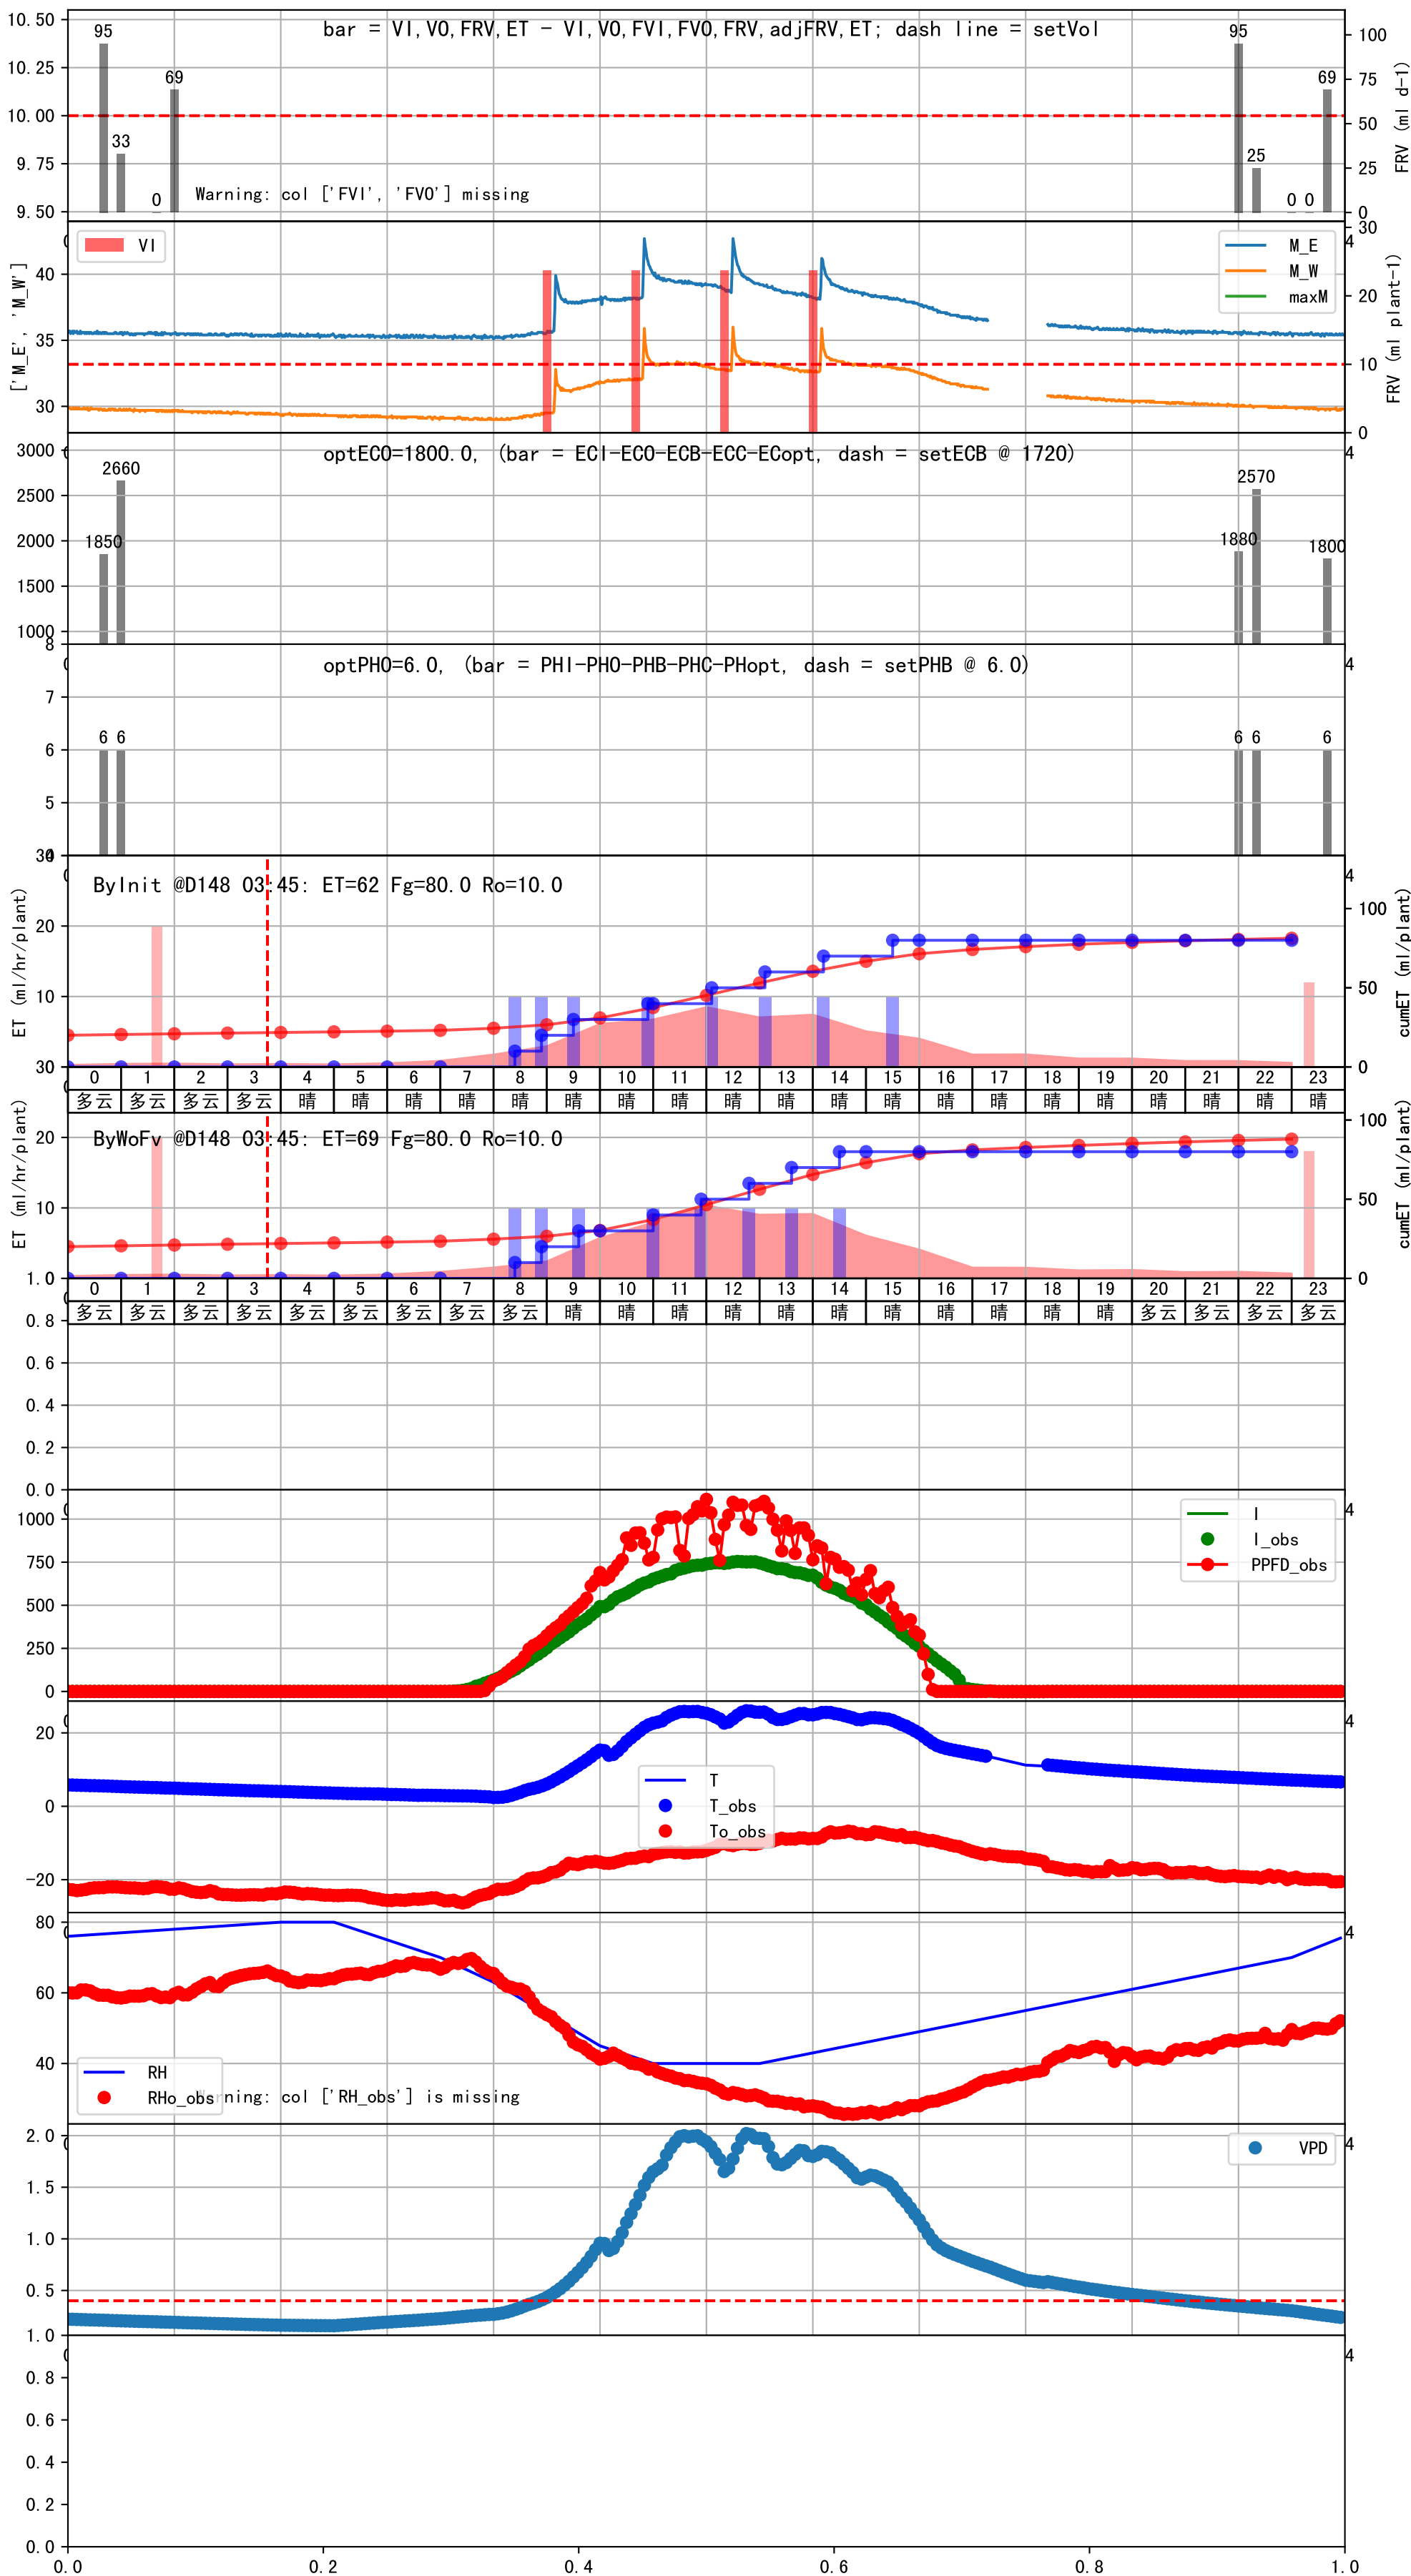 bar = VI,VO,FRV,ET - VI,VO,FVI,FVO,FRV,adjFRV,ET; dash line = setVol
10.50
10.25
10.00
9.75
9.50
95
33
0
69
95
25
0 0
69
100
75
50
25
0
FRV (ml d-1)
Warning: col ['FVI', 'FVO'] missing
['M_E', 'M_W']
40
35
30
VI
M_E
M_W
maxM
30
20
10
0
FRV (ml plant-1)
4
optECO=1800.0, (bar = ECI-ECO-ECB-ECC-ECopt, dash = setECB @ 1720)
3000
2500
2000
1500
1000
1850
2660
1880
2570
1800
4
optPHO=6.0, (bar = PHI-PHO-PHB-PHC-PHopt, dash = setPHB @ 6.0)
8
7
6
5
4
6 6
6 6
6
4
ByInit @D148 03:45: ET=62 Fg=80.0 Ro=10.0
ET (ml/hr/plant)
30
20
10
100
50
0
cumET (ml/plant)
4
0 1 2 3 4 5 6 7 8 9 10 11 12 13 14 15 16 17 18 19 20 21 22 23
多云 多云 多云 多云 晴 晴 晴 晴 晴 晴 晴 晴 晴 晴 晴 晴 晴 晴 晴 晴 晴 晴 晴 晴
ByWoFv @D148 03:45: ET=69 Fg=80.0 Ro=10.0
ET (ml/hr/plant)
30
20
10
100
50
0
cumET (ml/plant)
0 1 2 3 4 5 6 7 8 9 10 11 12 13 14 15 16 17 18 19 20 21 22 23
多云 多云 多云 多云 多云 多云 多云 多云 多云 晴 晴 晴 晴 晴 晴 晴 晴 晴 晴 晴 多云 多云 多云 多云
1.0
0.8
0.6
0.4
0.2
0.0
4
1000
750
500
250
0
I
I_obs
PPFD_obs
4
20
0
-20
T
T_obs
To_obs
4
80
60
40
RH
RHo_obs
rning: col ['RH_obs'] is missing
4
2.0
1.5
1.0
0.5
VPD
4
1.0
0.8
0.6
0.4
0.2
0.0
0.0 0.2 0.4 0.6 0.8 1.0